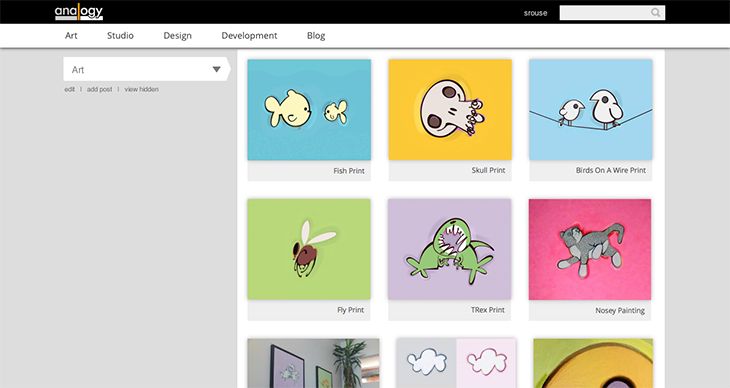 analogy
srouse
Art Studio Design Development Blog
Art
edit | add post | view hidden
Fish Print
Skull Print
Birds On A Wire Print
Fly Print
TRex Print
Nosey Painting